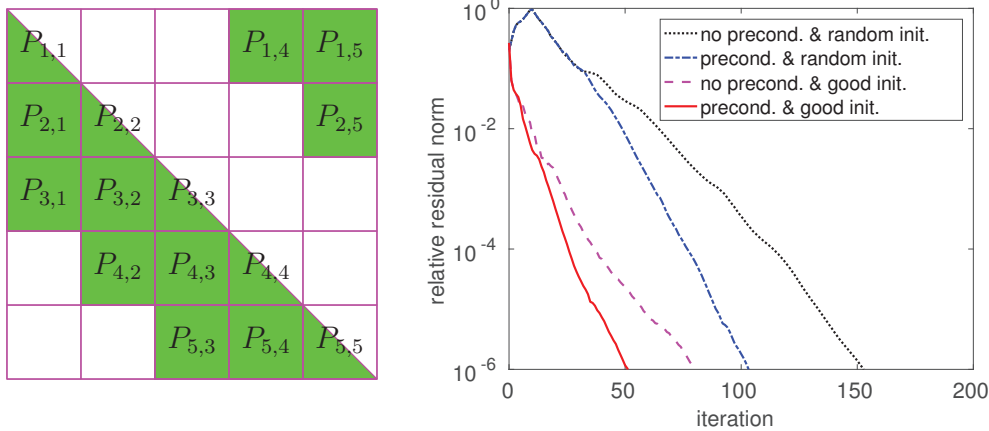 P1,1 P1,4 P1,5
P2,1 P2,2 P2,5
P3,1 P3,2 P3,3
P4,2 P4,3 P4,4
P5,3 P5,4 P5,5
10^0
10^-2
10^-4
10^-6
relative residual norm
no precond. & random init.
precond. & random init.
no precond. & good init.
precond. & good init.
0 50 100 150 200
iteration